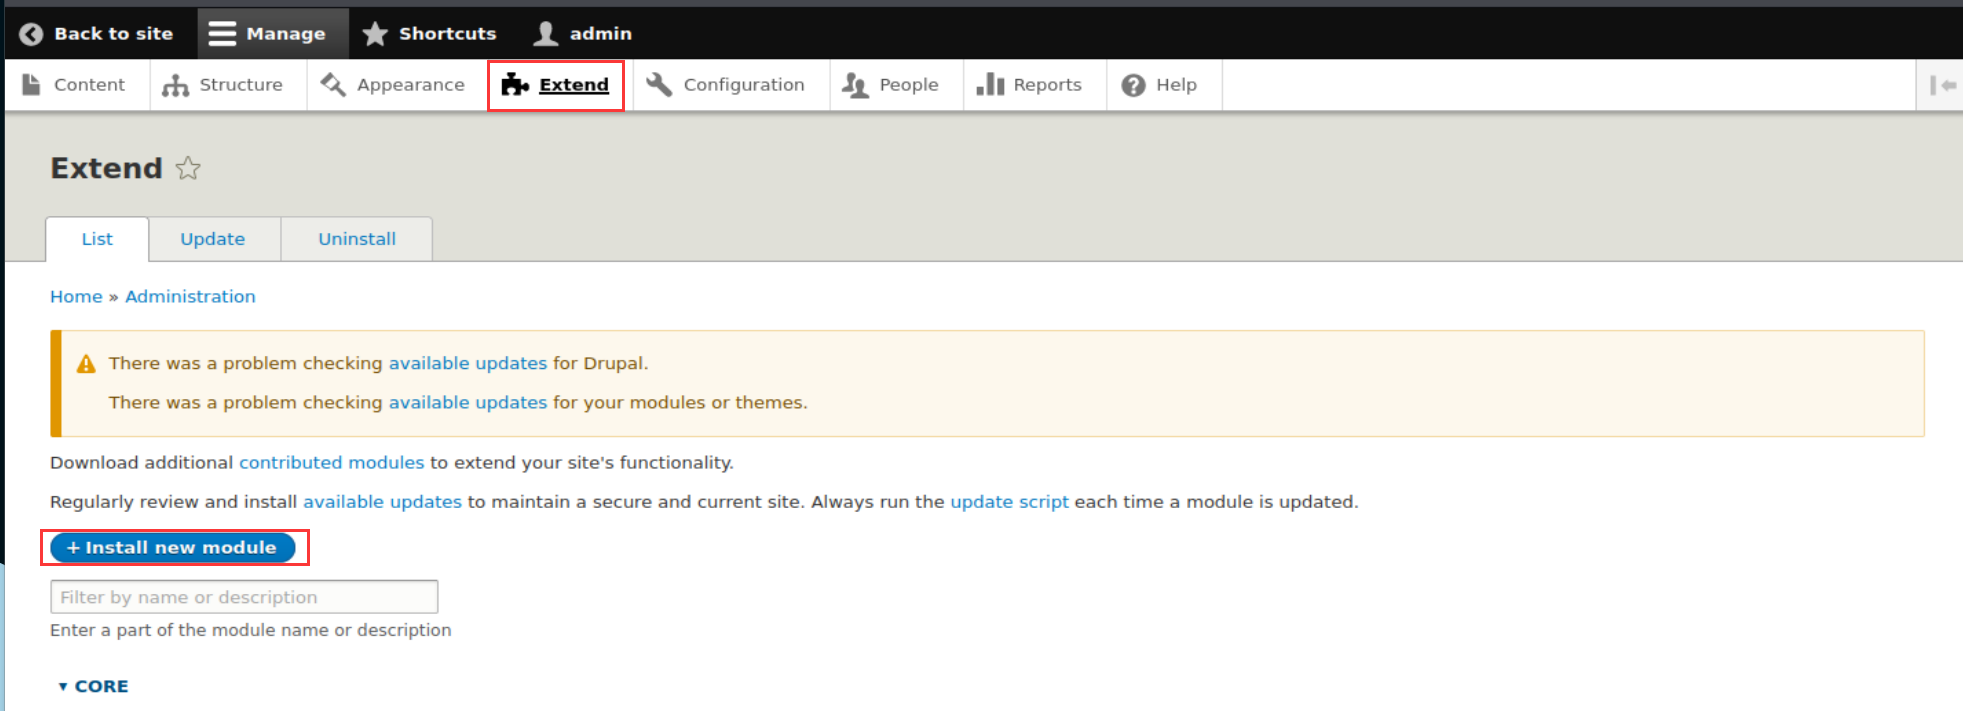 Back to site Manage Shortcuts admin
Content Structure Appearance Extend Configuration People Reports Help
Extend
List Update Uninstall
Home » Administration
There was a problem checking available updates for Drupal.
There was a problem checking available updates for your modules or themes.
Download additional contributed modules to extend your site's functionality.
Regularly review and install available updates to maintain a secure and current site. Always run the update script each time a module is updated.
+ Install new module
Filter by name or description
Enter a part of the module name or description
▼ CORE